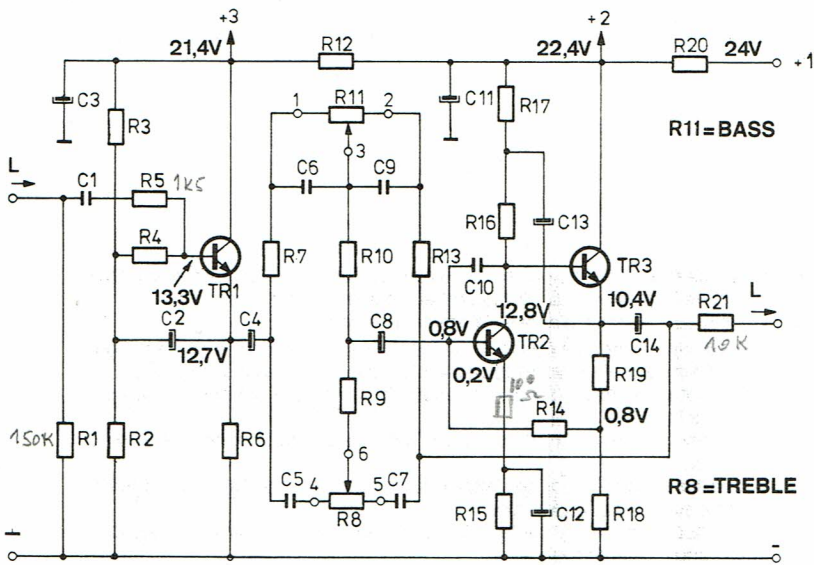 +3
+2
21,4V
R12
22,4V
R20
24V
+1
C3
R3
1
R11
2
C11
R17
R11=BASS
3
L
C1
R5
1K5
C6
C9
R16
C13
R4
R7
R10
R13
TR1
C10
TR3
13,3V
12,8V
10,4V
R21
L
C2
C4
C8
0,8V
TR2
C14
10K
12,7V
0,2V
100
Ω
R19
R9
R14
0,8V
150K
R1
R2
R6
6
C5
4
5
C7
R8
R15
C12
R18
R8=TREBLE
+
-